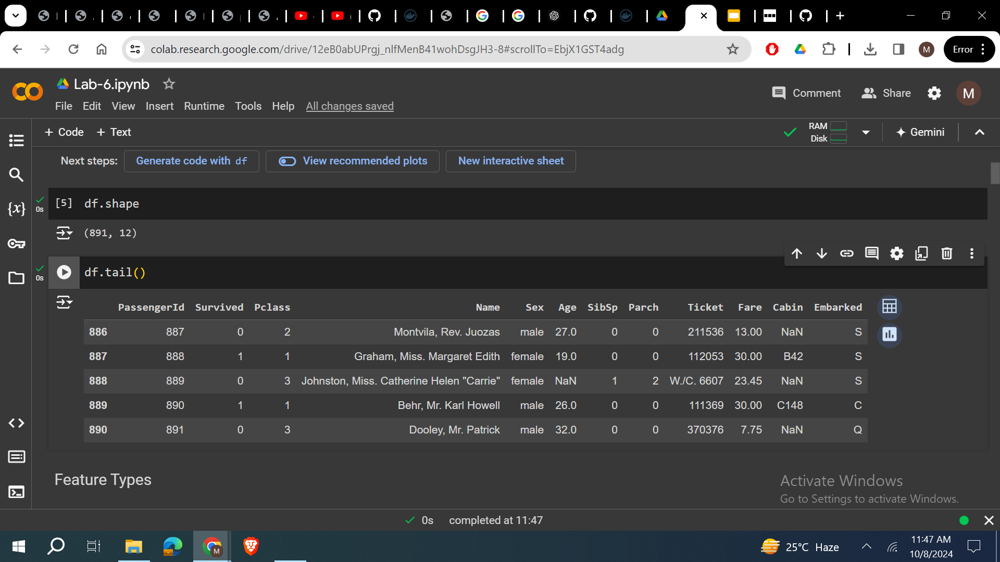 colab.research.google.com/drive/12eB0abUPrgj_nlfMenB41wohDsgJH3-8#scrollTo=EbjX1GST4adg
M
Error
Lab-6.ipynb
Comment
Share
M
File Edit View Insert Runtime Tools Help All changes saved
+ Code + Text
RAM
Disk
Gemini
Next steps: Generate code with df View recommended plots New interactive sheet
0s [5] df.shape
(891, 12)
0s df.tail()
PassengerId Survived Pclass Name Sex Age SibSp Parch Ticket Fare Cabin Embarked
886 887 0 2 Montvila, Rev. Juozas male 27.0 0 0 211536 13.00 NaN S
887 888 1 1 Graham, Miss. Margaret Edith female 19.0 0 0 112053 30.00 B42 S
888 889 0 3 Johnston, Miss. Catherine Helen "Carrie" female NaN 1 2 W./C. 6607 23.45 NaN S
889 890 1 1 Behr, Mr. Karl Howell male 26.0 0 0 111369 30.00 C148 C
890 891 0 3 Dooley, Mr. Patrick male 32.0 0 0 370376 7.75 NaN Q
Feature Types
Activate Windows
Go to Settings to activate Windows.
0s completed at 11:47
M
25°C Haze
11:47 AM
10/8/2024